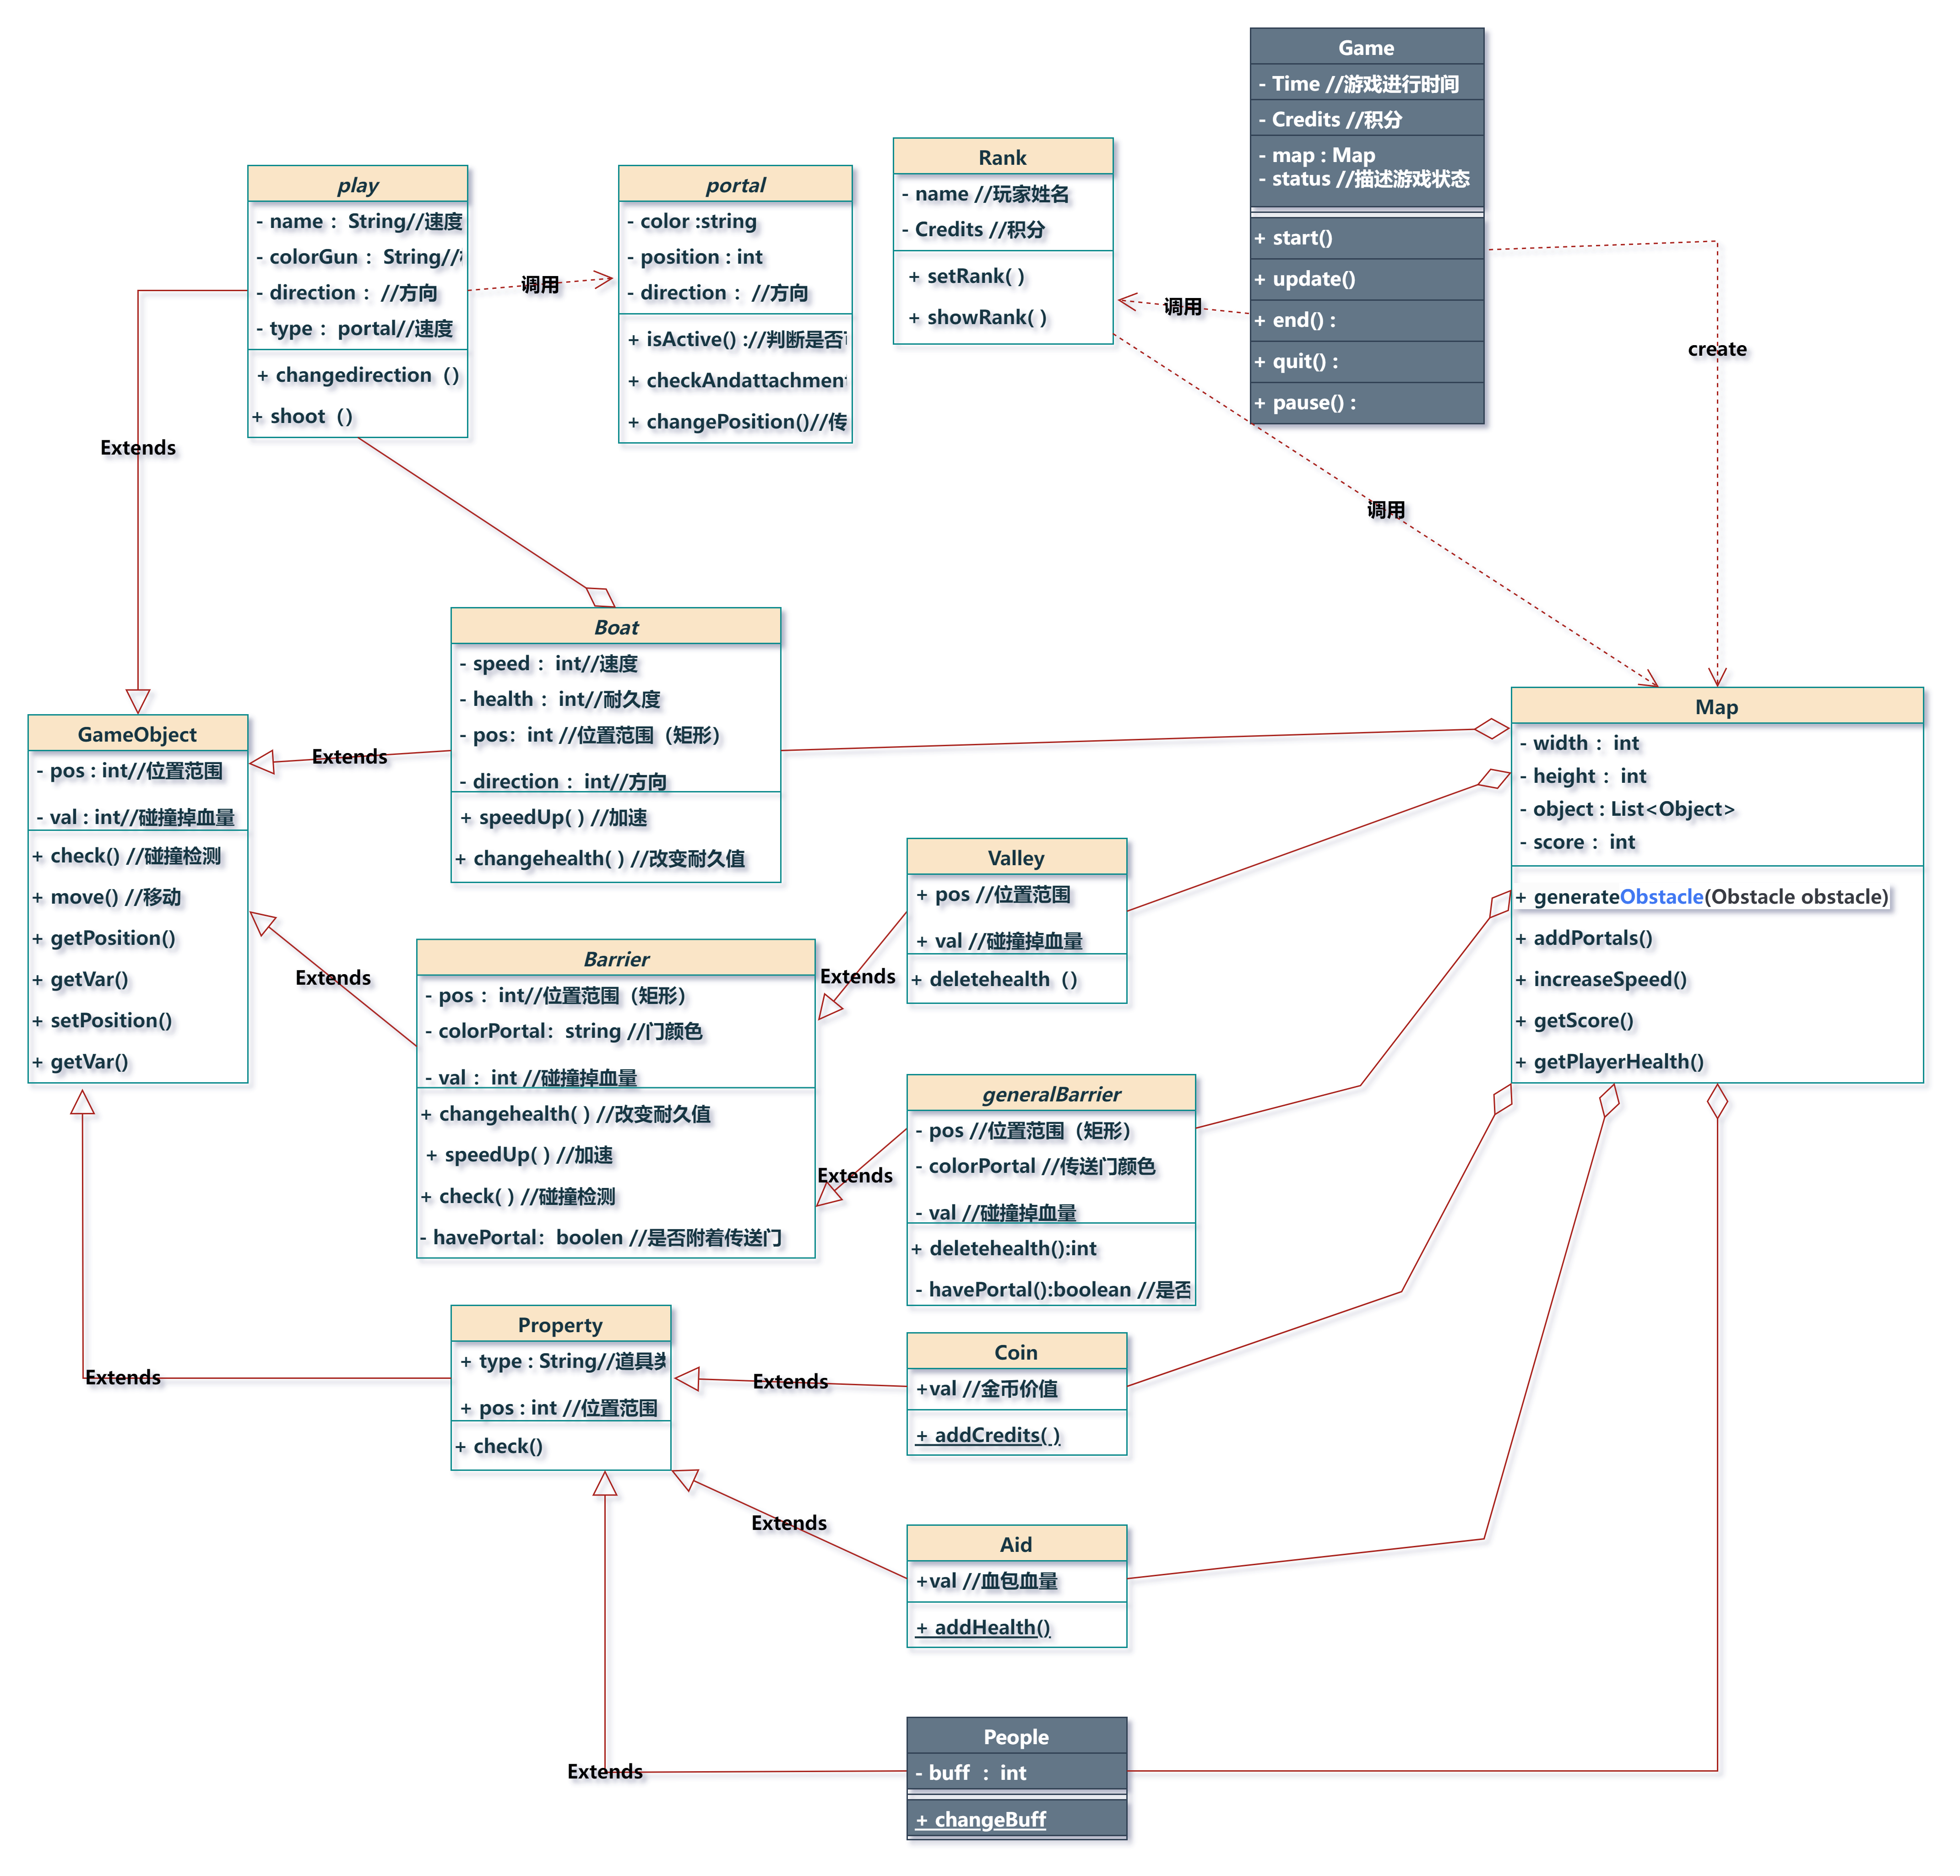 Game
- Time //游戏进行时间
- Credits //积分
- map : Map
- status //描述游戏状态
+ start()
+ update()
+ end() :
+ quit() :
+ pause() :
Rank
- name //玩家姓名
- Credits //积分
+ setRank( )
+ showRank( )
play
- name： String//速度
- colorGun： String//
- direction： //方向
- type： portal//速度
+ changedirection（）
+ shoot（）
portal
- color :string
- position : int
- direction： //方向
+ isActive() ://判断是否
+ checkAndattachment
+ changePosition()//传
调用
调用
create
Extends
调用
Boat
- speed： int//速度
- health： int//耐久度
- pos：int //位置范围（矩形）
- direction： int//方向
+ speedUp( ) //加速
+ changehealth( ) //改变耐久值
Map
- width： int
- height： int
- object : List<Object>
- score： int
+ generateObstacle(Obstacle obstacle)
+ addPortals()
+ increaseSpeed()
+ getScore()
+ getPlayerHealth()
GameObject
- pos : int//位置范围
- val : int//碰撞掉血量
+ check() //碰撞检测
+ move() //移动
+ getPosition()
+ getVar()
+ setPosition()
+ getVar()
Extends
Valley
+ pos //位置范围
+ val //碰撞掉血量
+ deletehealth（）
Extends
Extends
Barrier
- pos： int//位置范围（矩形）
- colorPortal：string //门颜色
- val： int //碰撞掉血量
+ changehealth( ) //改变耐久值
+ speedUp( ) //加速
+ check( ) //碰撞检测
- havePortal：boolen //是否附着传送门
generalBarrier
- pos //位置范围（矩形）
- colorPortal //传送门颜色
- val //碰撞掉血量
+ deletehealth():int
- havePortal():boolean //是否
Extends
Property
+ type : String//道具类
+ pos : int //位置范围
+ check()
Coin
+val //金币价值
+ addCredits( )
Extends
Extends
Extends
Aid
+val //血包血量
+ addHealth()
People
- buff ：int
+ changeBuff
Extends